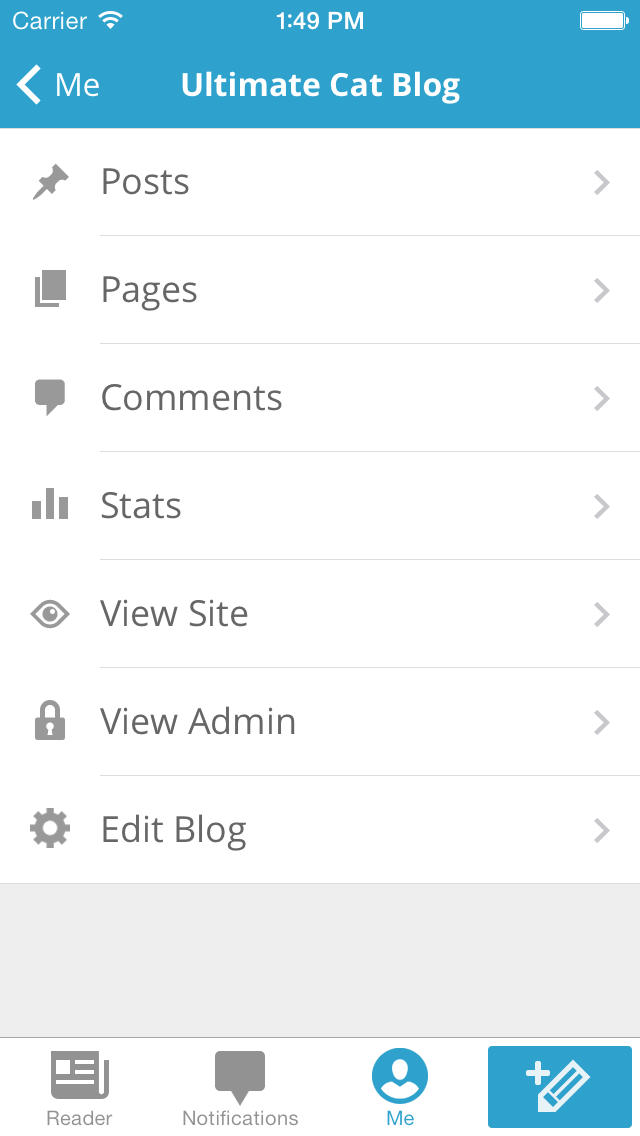 Carrier 1:49 PM
Me Ultimate Cat Blog
Posts
Pages
Comments
Stats
View Site
View Admin
Edit Blog
Reader Notifications Me